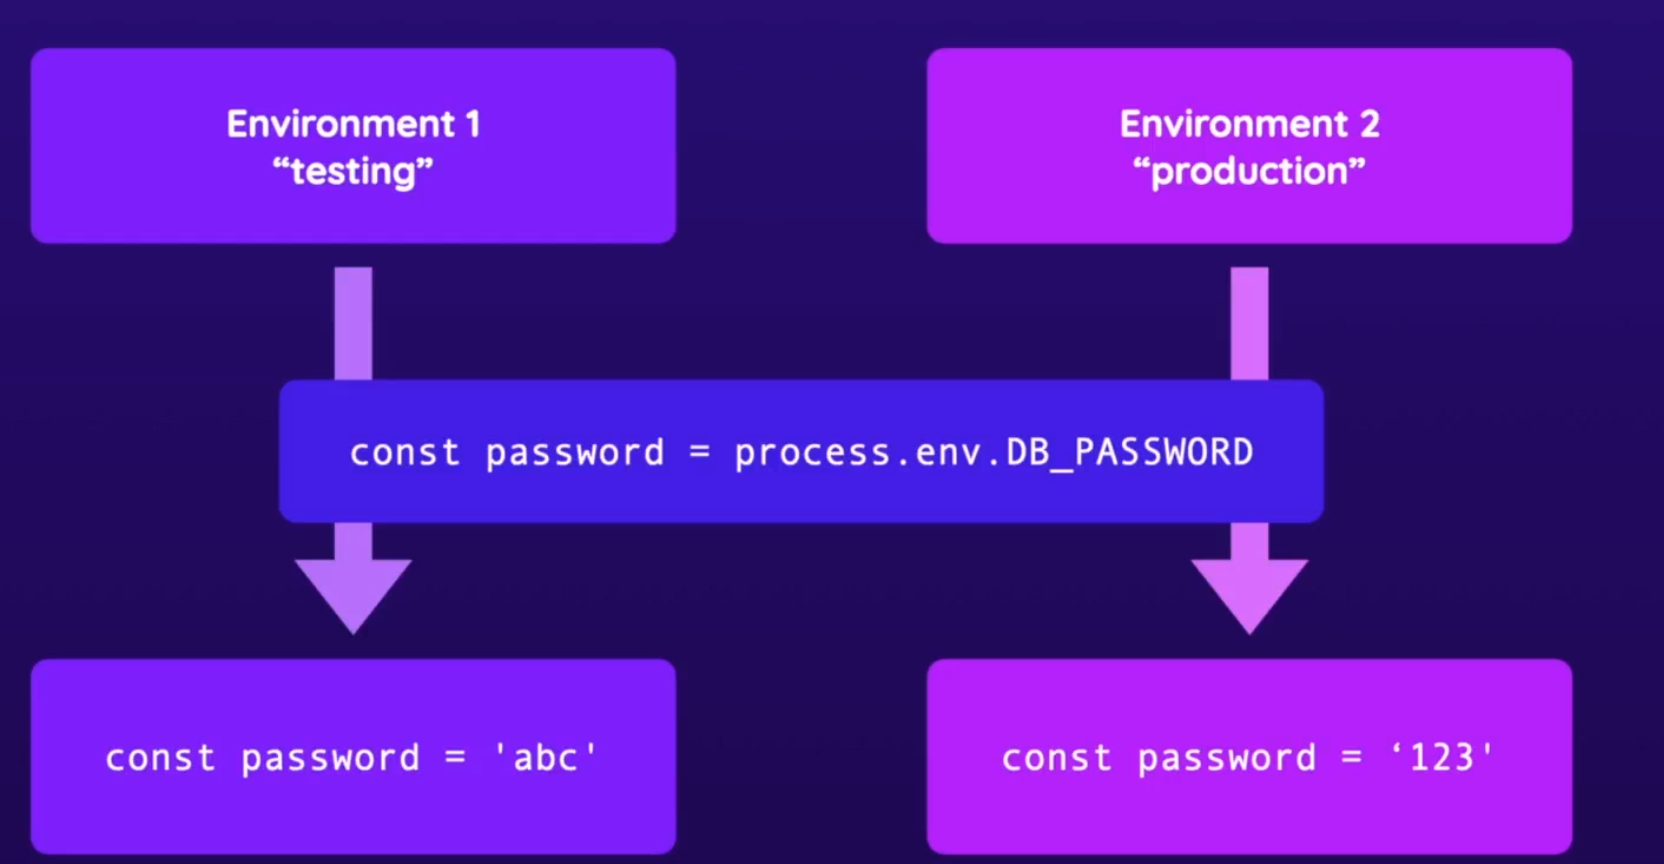 Environment 1
“testing”
Environment 2
“production”
const password = process.env.DB_PASSWORD
const password = 'abc'
const password = ‘123'